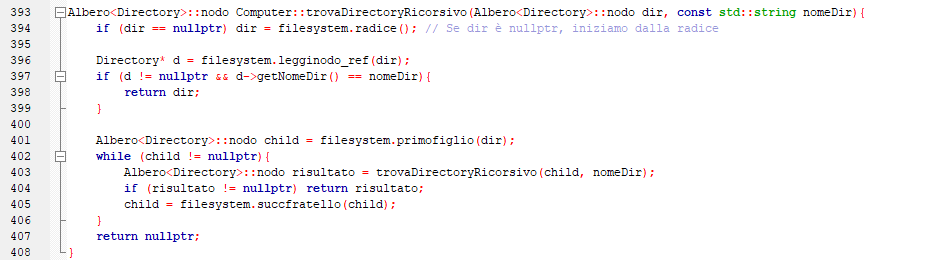 393 Albero<Directory>::nodo Computer::trovaDirectoryRicorsivo(Albero<Directory>::nodo dir, const std::string nomeDir){
394     if (dir == nullptr) dir = filesystem.radice(); // Se dir è nullptr, iniziamo dalla radice
395
396     Directory* d = filesystem.legginodo_ref(dir);
397     if (d != nullptr && d->getNomeDir() == nomeDir){
398         return dir;
399     }
400
401     Albero<Directory>::nodo child = filesystem.primofiglio(dir);
402     while (child != nullptr){
403         Albero<Directory>::nodo risultato = trovaDirectoryRicorsivo(child, nomeDir);
404         if (risultato != nullptr) return risultato;
405         child = filesystem.succfratello(child);
406     }
407     return nullptr;
408 }